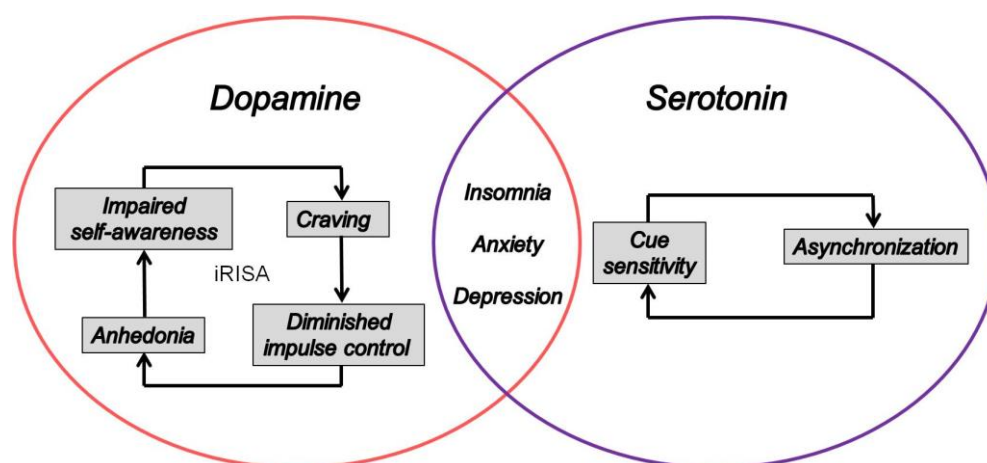 Dopamine
Serotonin
Impaired
self-awareness
Craving
iRISA
Anhedonia
Diminished
impulse control
Insomnia
Anxiety
Depression
Cue
sensitivity
Asynchronization